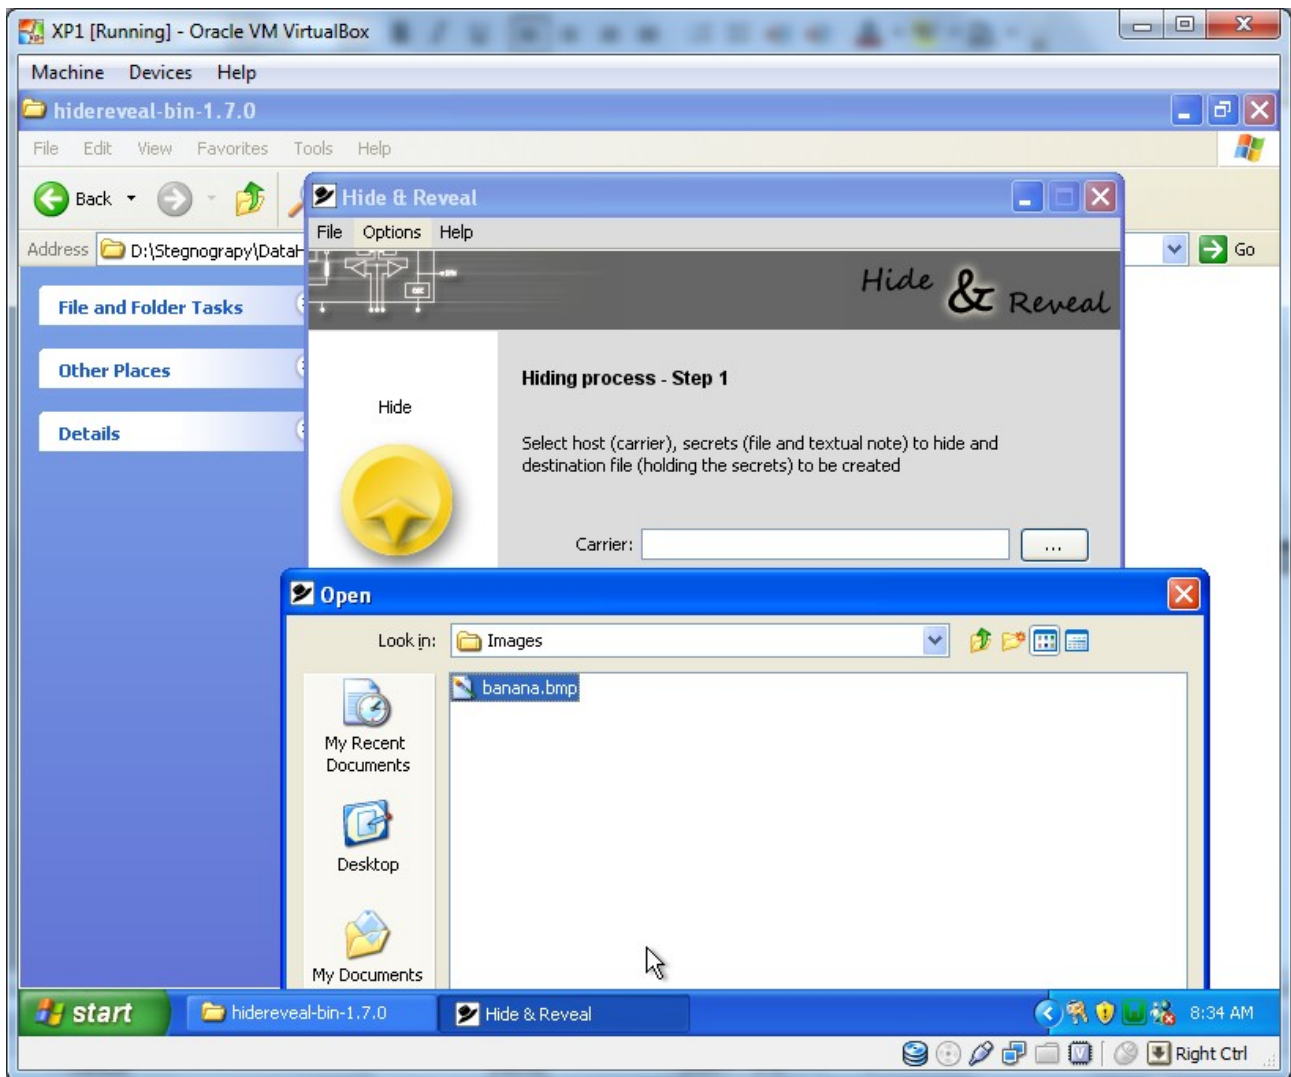 XP1 [Running] - Oracle VM VirtualBox
Machine Devices Help
hidereveal-bin-1.7.0
File Edit View Favorites Tools Help
Back
Address D:\Stegnograpy\DataH
Go
File and Folder Tasks
Other Places
Details
Hide & Reveal
File Options Help
Hide & Reveal
Hide
Hiding process - Step 1
Select host (carrier), secrets (file and textual note) to hide and
destination file (holding the secrets) to be created
Carrier:
...
Open
Look in:
Images
banana.bmp
My Recent
Documents
Desktop
My Documents
start
hidereveal-bin-1.7.0
Hide & Reveal
8:34 AM
Right Ctrl